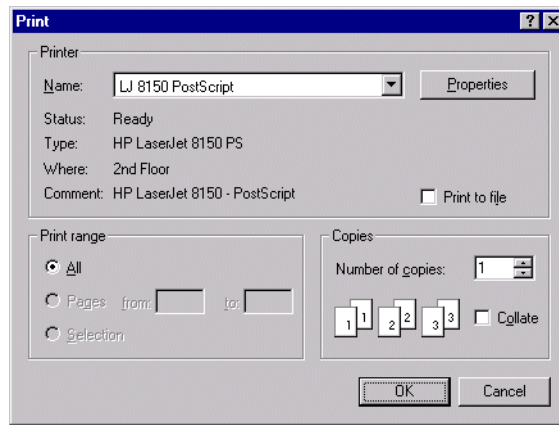 Print
Printer
Name: LJ 8150 PostScript Properties
Status: Ready
Type: HP LaserJet 8150 PS
Where: 2nd Floor
Comment: HP LaserJet 8150 - PostScript Print to file
Print range
All
Pages from: to:
Selection
Copies
Number of copies: 1
1 1 2 2 3 3 Collate
OK Cancel